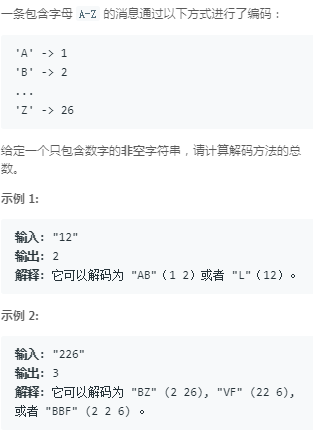 一条包含字母 A-Z 的消息通过以下方式进行了编码：
'A' -> 1
'B' -> 2
...
'Z' -> 26
给定一个只包含数字的非空字符串，请计算解码方法的总
数。
示例 1:
输入: "12"
输出: 2
解释: 它可以解码为 "AB"（1 2）或者 "L"（12）。
示例 2:
输入: "226"
输出: 3
解释: 它可以解码为 "BZ" (2 26), "VF" (22 6),
或者 "BBF" (2 2 6) 。